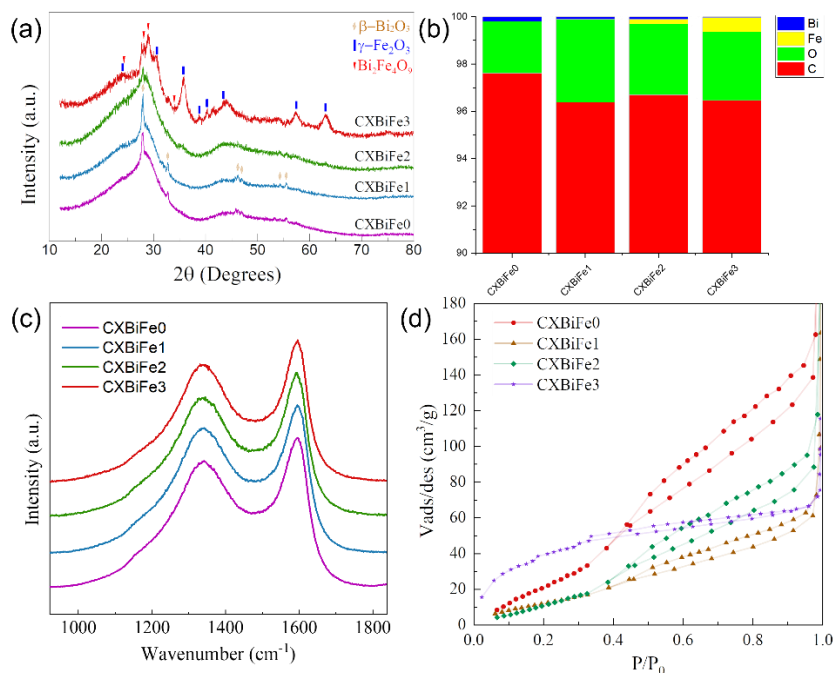 (a)
β−Bi₂O₃
γ−Fe₂O₃
Bi₂Fe₄O₉
CXBiFe3
CXBiFe2
CXBiFe1
CXBiFe0
Intensity (a.u.)
10 20 30 40 50 60 70 80
2θ (Degrees)
(b)
100
98
96
94
92
90
Bi
Fe
O
C
CXBiFe0
CXBiFe1
CXBiFe2
CXBiFe3
(c)
CXBiFe0
CXBiFe1
CXBiFe2
CXBiFe3
Intensity (a.u.)
1000 1200 1400 1600 1800
Wavenumber (cm⁻¹)
(d)
CXBiFe0
CXBiFe1
CXBiFe2
CXBiFe3
Vads/des (cm³/g)
180
160
140
120
100
80
60
40
20
0
0.0 0.2 0.4 0.6 0.8 1.0
P/P₀